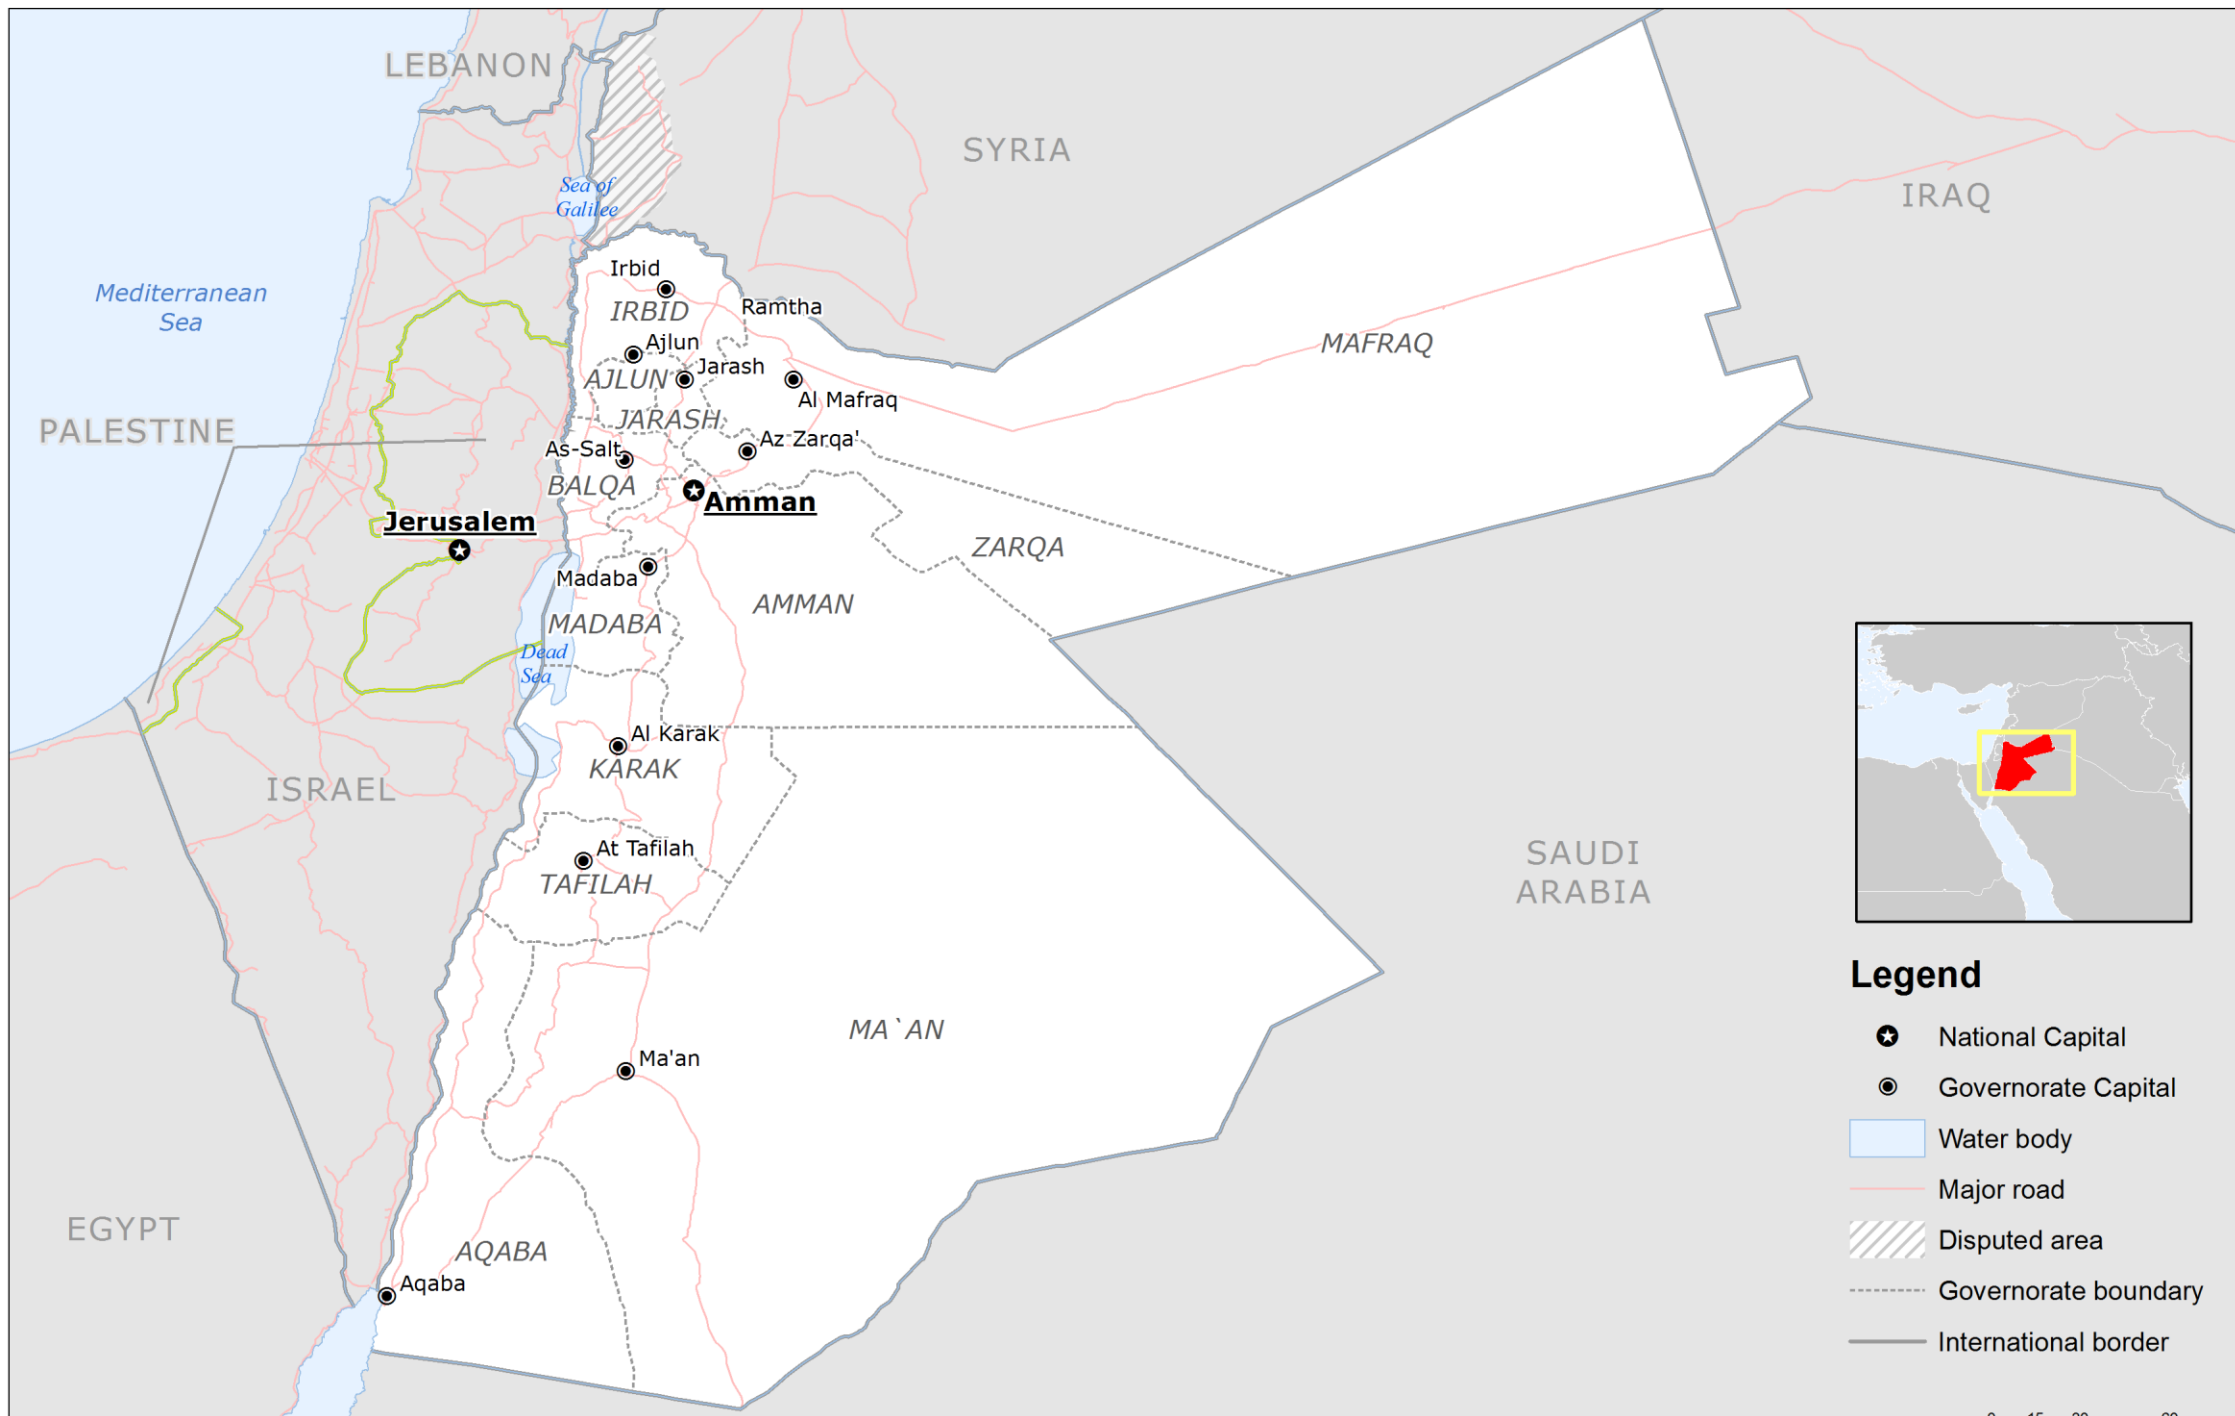 LEBANON
SYRIA
IRAQ
Sea of
Galilee
Mediterranean
Sea
Irbid
IRBID
Ramtha
MAFRAQ
Ajlun
AJLUN
Jarash
Al Mafraq
JARASH
PALESTINE
As-Salt
Az Zarqa'
BALQA
Amman
Jerusalem
ZARQA
Madaba
AMMAN
MADABA
Dead
Sea
Al Karak
KARAK
ISRAEL
At Tafilah
TAFILAH
SAUDI
ARABIA
MA`AN
Ma'an
EGYPT
AQABA
Aqaba
Legend
National Capital
Governorate Capital
Water body
Major road
Disputed area
Governorate boundary
International border